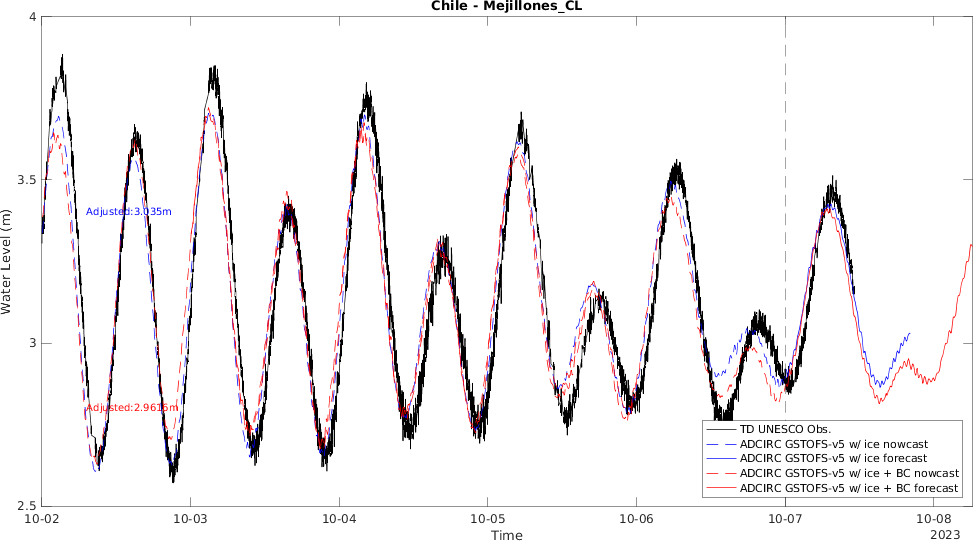 Chile - Mejillones_CL
4
3.5
3
2.5
Water Level (m)
Adjusted:3.035m
Adjusted:2.9615m
TD UNESCO Obs.
ADCIRC GSTOFS-v5 w/ ice nowcast
ADCIRC GSTOFS-v5 w/ ice forecast
ADCIRC GSTOFS-v5 w/ ice + BC nowcast
ADCIRC GSTOFS-v5 w/ ice + BC forecast
10-02 10-03 10-04 10-05 10-06 10-07 10-08
Time
2023